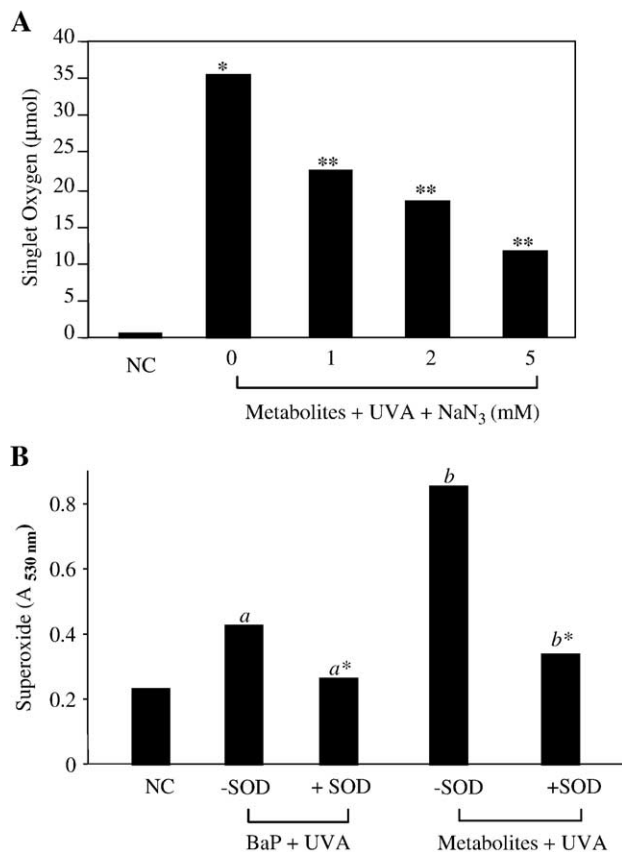 A
40
35
30
25
20
15
10
5
0
Singlet Oxygen (µmol)
*
**
**
**
NC
0
1
2
5
Metabolites + UVA + NaN3 (mM)
B
0.8
0.6
0.4
0.2
0
Superoxide (A 530 nm)
a
a*
b
b*
NC
-SOD
+ SOD
-SOD
+SOD
BaP + UVA
Metabolites + UVA